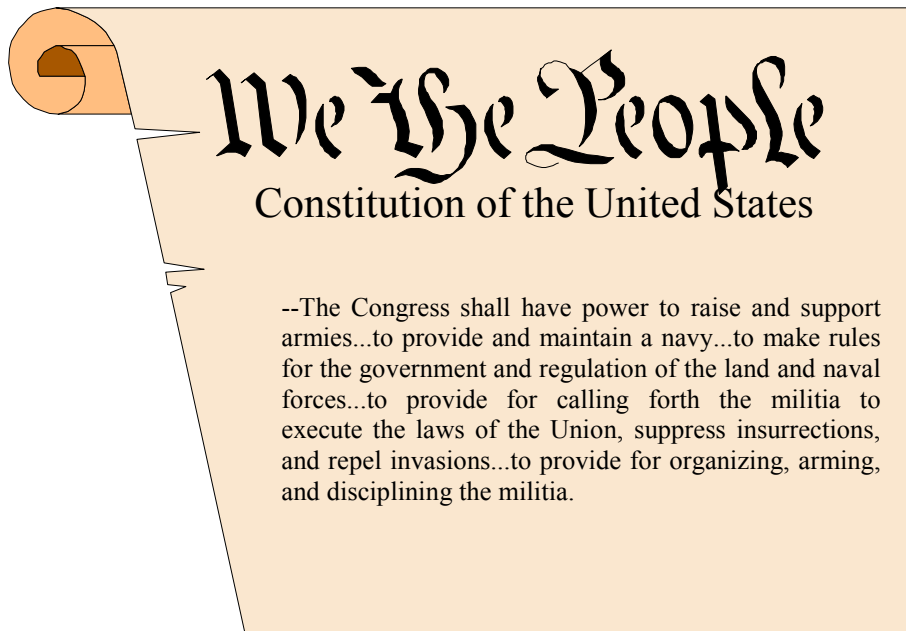 We The People
Constitution of the United States
--The Congress shall have power to raise and support
armies...to provide and maintain a navy...to make rules
for the government and regulation of the land and naval
forces...to provide for calling forth the militia to
execute the laws of the Union, suppress insurrections,
and repel invasions...to provide for organizing, arming,
and disciplining the militia.